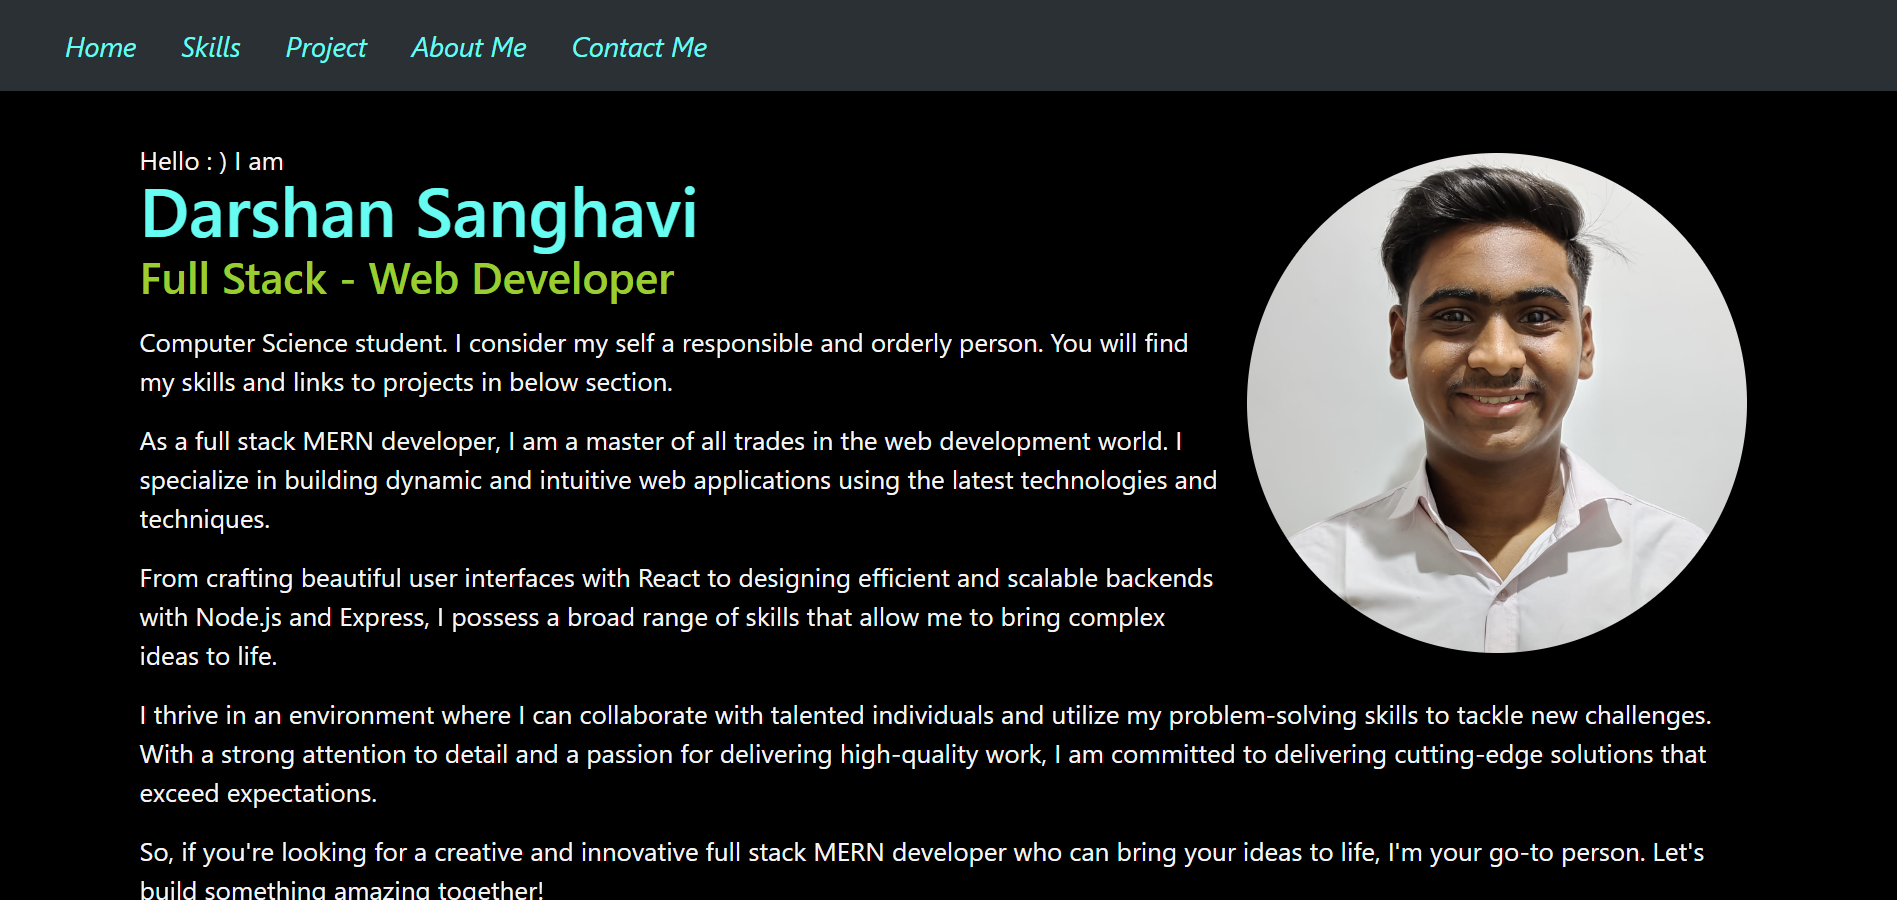 Home Skills Project About Me Contact Me
Hello : ) I am
Darshan Sanghavi
Full Stack - Web Developer
Computer Science student. I consider my self a responsible and orderly person. You will find
my skills and links to projects in below section.
As a full stack MERN developer, I am a master of all trades in the web development world. I
specialize in building dynamic and intuitive web applications using the latest technologies and
techniques.
From crafting beautiful user interfaces with React to designing efficient and scalable backends
with Node.js and Express, I possess a broad range of skills that allow me to bring complex
ideas to life.
I thrive in an environment where I can collaborate with talented individuals and utilize my problem-solving skills to tackle new challenges.
With a strong attention to detail and a passion for delivering high-quality work, I am committed to delivering cutting-edge solutions that
exceed expectations.
So, if you're looking for a creative and innovative full stack MERN developer who can bring your ideas to life, I'm your go-to person. Let's
build something amazing together!